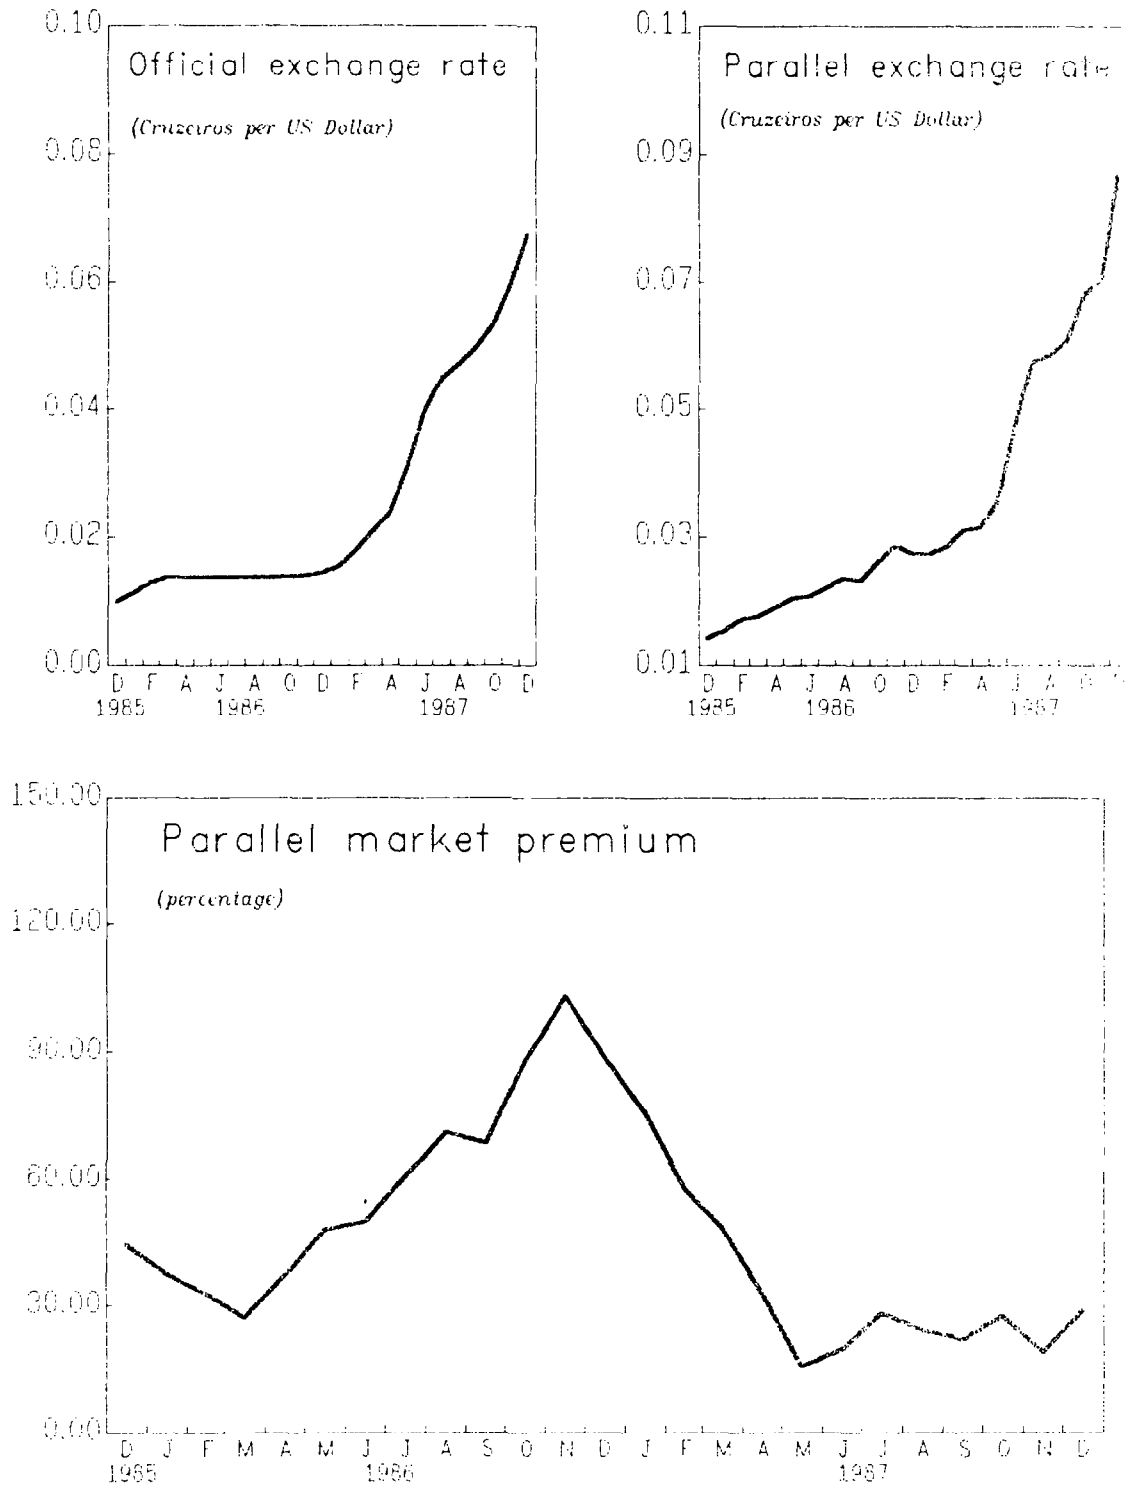 0.10
Official exchange rate
(Cruzeiros per US Dollar)
0.08
0.06
0.04
0.02
0.00
D F A J A O D F A J A O D
1985 1986 1987
0.11
Parallel exchange rate
(Cruzeiros per US Dollar)
0.09
0.07
0.05
0.03
0.01
D F A J A O D F A J A O
1985 1986 1987
150.00
Parallel market premium
(percentage)
120.00
90.00
60.00
30.00
0.00
D J F M A M J J A S O N D J F M A M J J A S O N D
1985 1986 1987